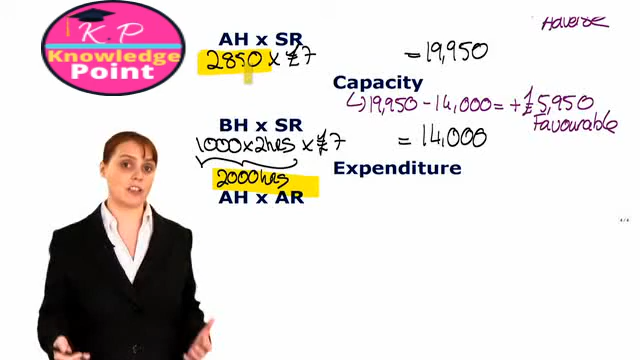 Adverse
K.P
Knowledge
Point
AH x SR
2850 x £7 = 19,950
Capacity
↳ 19,950 - 14,000 = + £5,950
Favourable
BH x SR
1000 x 2hrs x £7 = 14,000
2000hrs
Expenditure
AH x AR